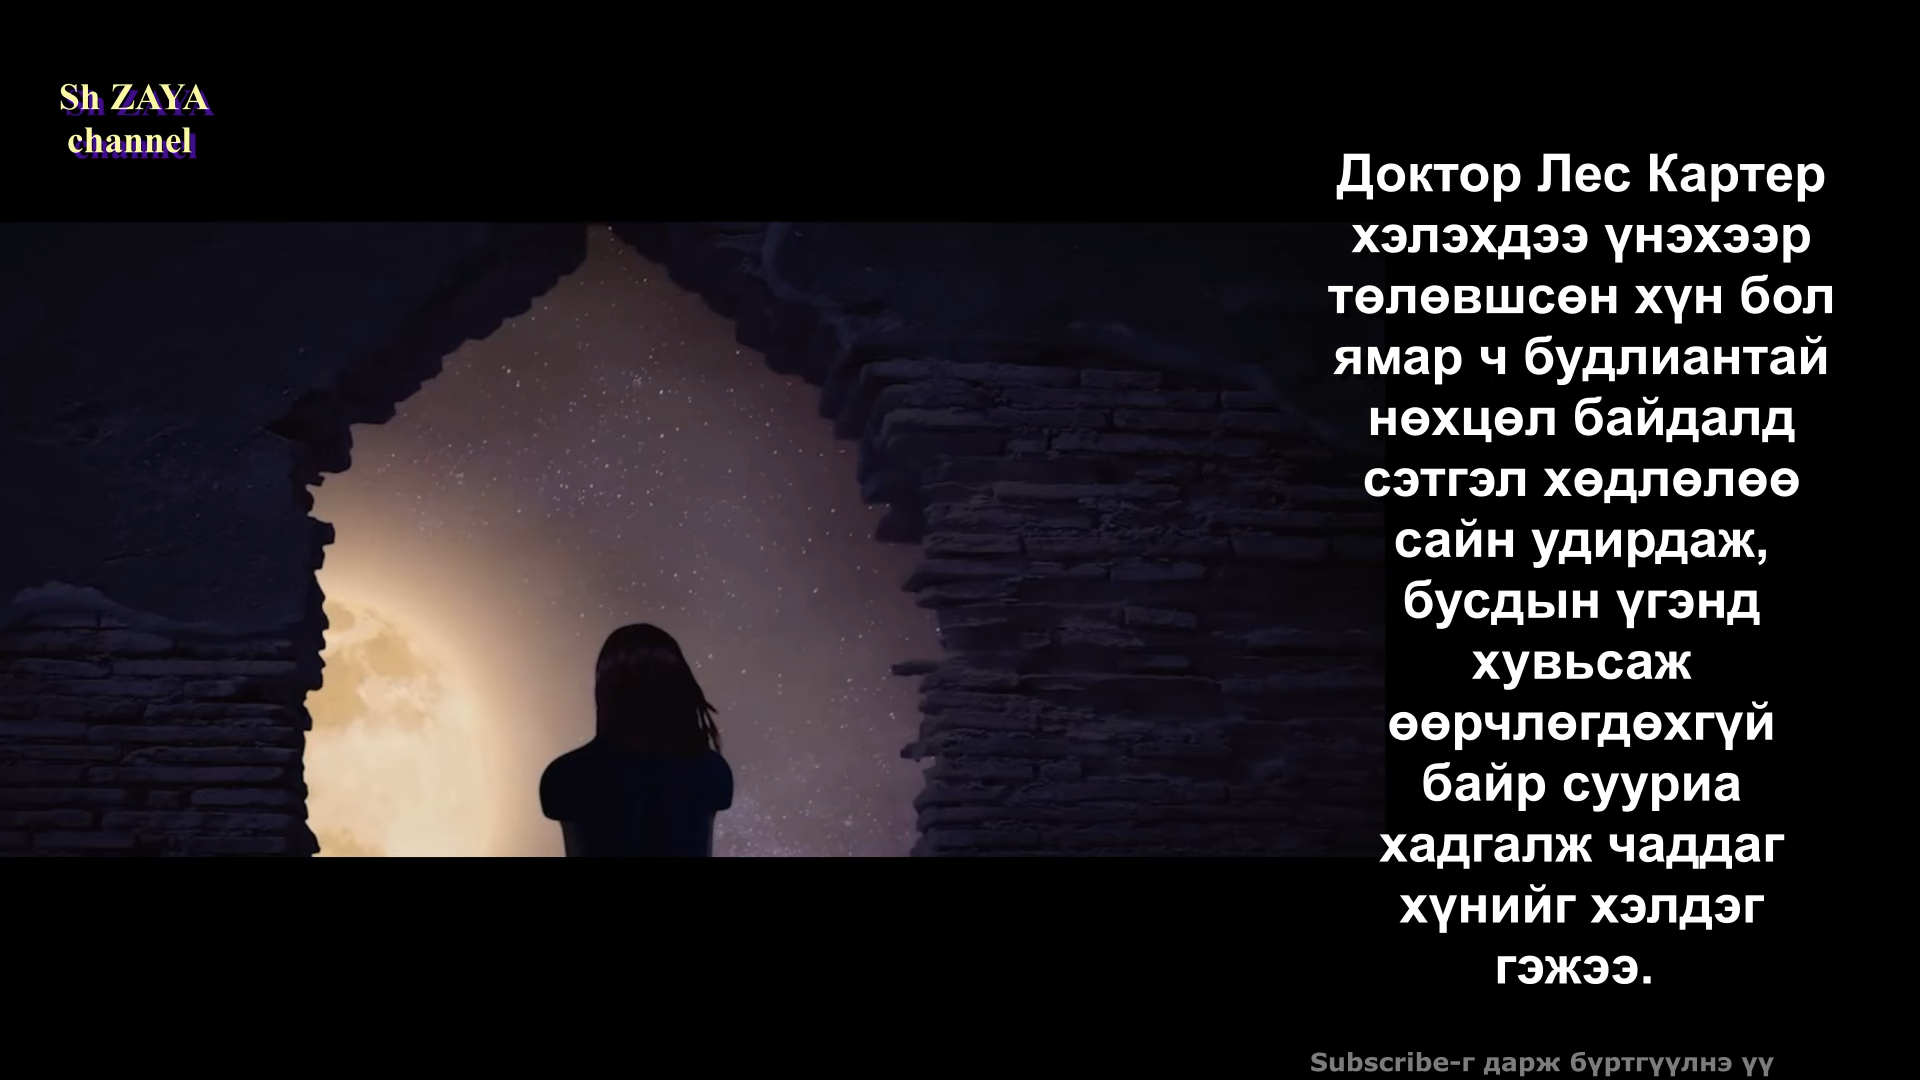 Sh ZAYA
channel
Доктор Лес Картер
хэлэхдээ үнэхээр
төлөвшсөн хүн бол
ямар ч будлиантай
нөхцөл байдалд
сэтгэл хөдлөлөө
сайн удирдаж,
бусдын үгэнд
хувьсаж
өөрчлөгдөхгүй
байр сууриа
хадгалж чаддаг
хүнийг хэлдэг
гэжээ.
Subscribe-г дарж бүртгүүлнэ үү